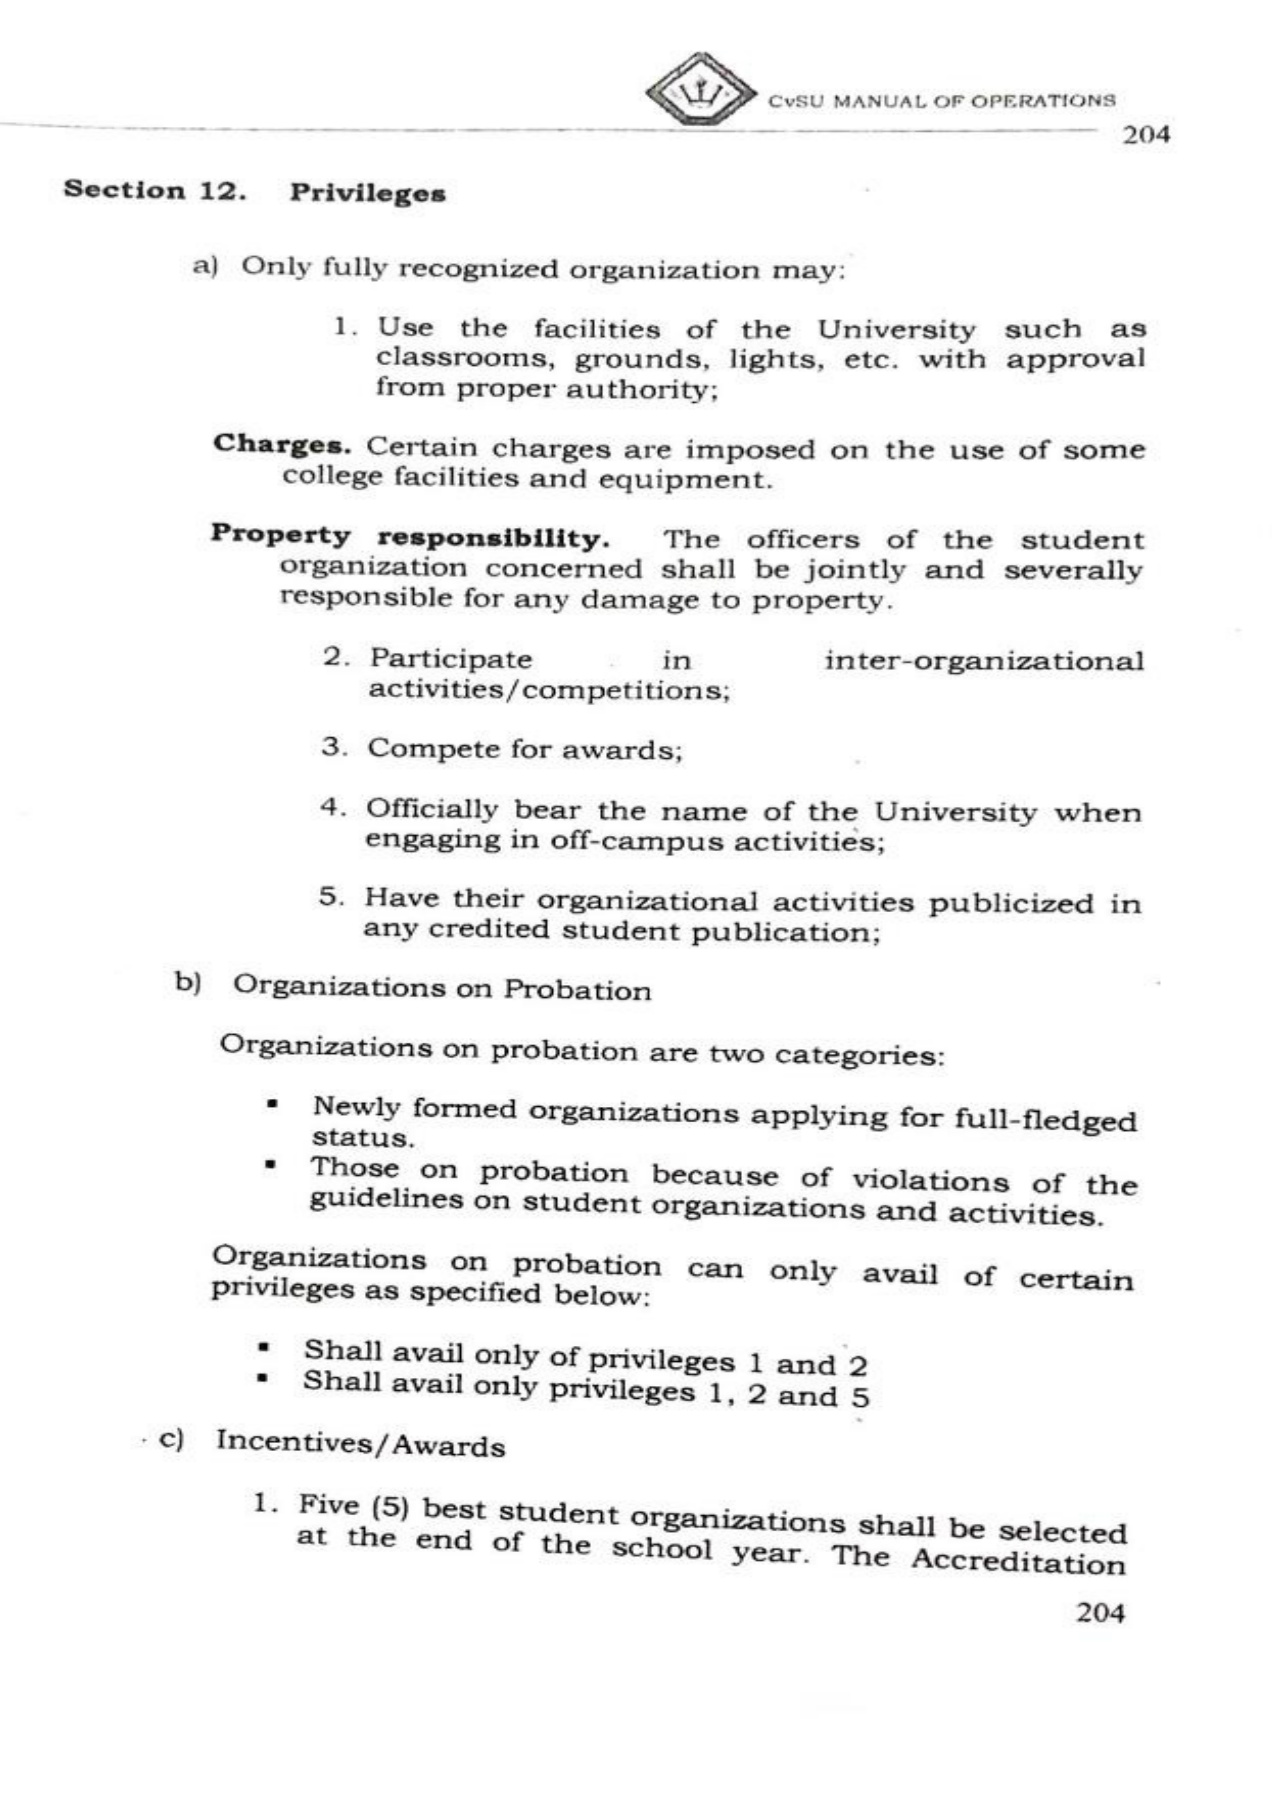 CvSU MANUAL OF OPERATIONS
204
Section 12. Privileges
a) Only fully recognized organization may:
1. Use the facilities of the University such as
classrooms, grounds, lights, etc. with approval
from proper authority;
Charges. Certain charges are imposed on the use of some
college facilities and equipment.
Property responsibility. The officers of the student
organization concerned shall be jointly and severally
responsible for any damage to property.
2. Participate in inter-organizational
activities/competitions;
3. Compete for awards;
4. Officially bear the name of the University when
engaging in off-campus activities;
5. Have their organizational activities publicized in
any credited student publication;
b) Organizations on Probation
Organizations on probation are two categories:
▪ Newly formed organizations applying for full-fledged
status.
▪ Those on probation because of violations of the
guidelines on student organizations and activities.
Organizations on probation can only avail of certain
privileges as specified below:
▪ Shall avail only of privileges 1 and 2
▪ Shall avail only privileges 1, 2 and 5
c) Incentives/Awards
1. Five (5) best student organizations shall be selected
at the end of the school year. The Accreditation
204